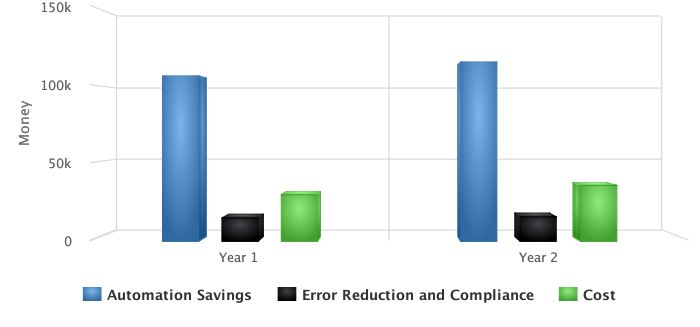 150k
100k
Money
50k
0
Year 1 Year 2
Automation Savings Error Reduction and Compliance Cost